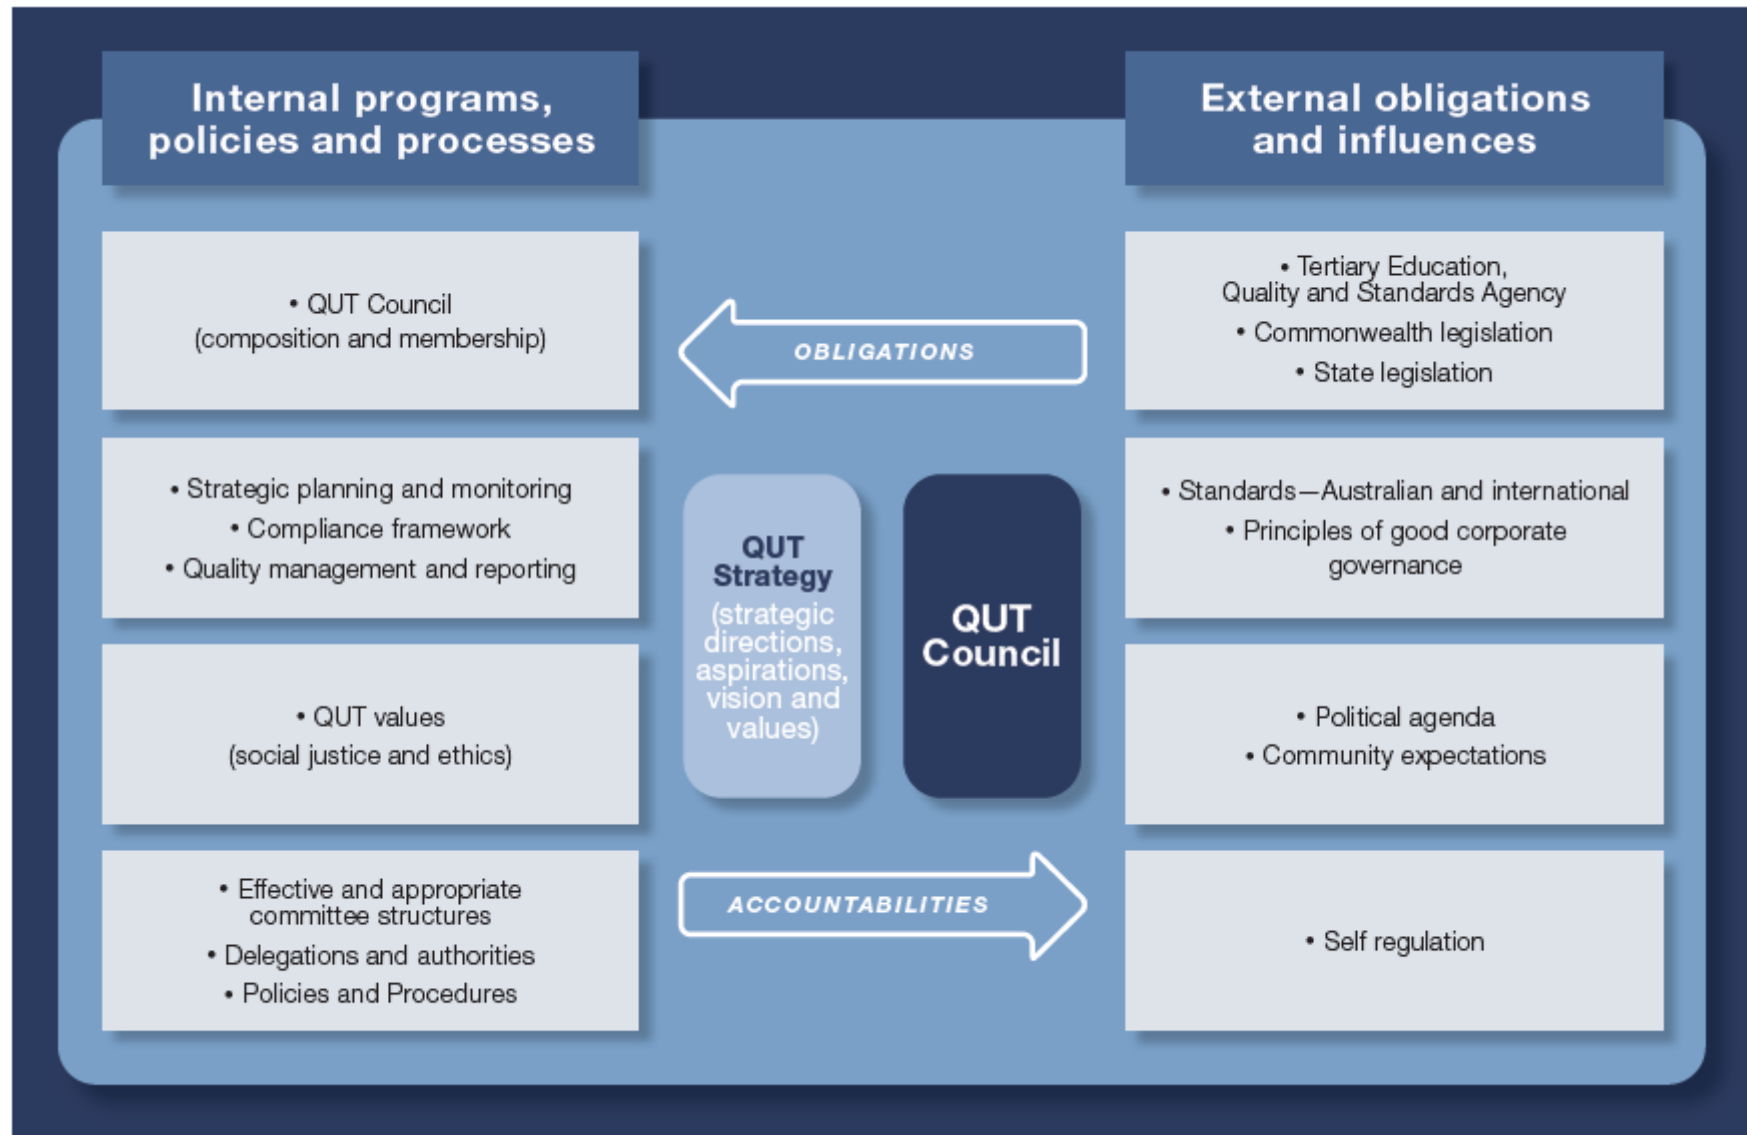 Internal programs,
policies and processes
• QUT Council
(composition and membership)
• Strategic planning and monitoring
• Compliance framework
• Quality management and reporting
• QUT values
(social justice and ethics)
• Effective and appropriate
committee structures
• Delegations and authorities
• Policies and Procedures
OBLIGATIONS
QUT
Strategy
(strategic
directions,
aspirations,
vision and
values)
QUT
Council
ACCOUNTABILITIES
External obligations
and influences
• Tertiary Education,
Quality and Standards Agency
• Commonwealth legislation
• State legislation
• Standards—Australian and international
• Principles of good corporate
governance
• Political agenda
• Community expectations
• Self regulation